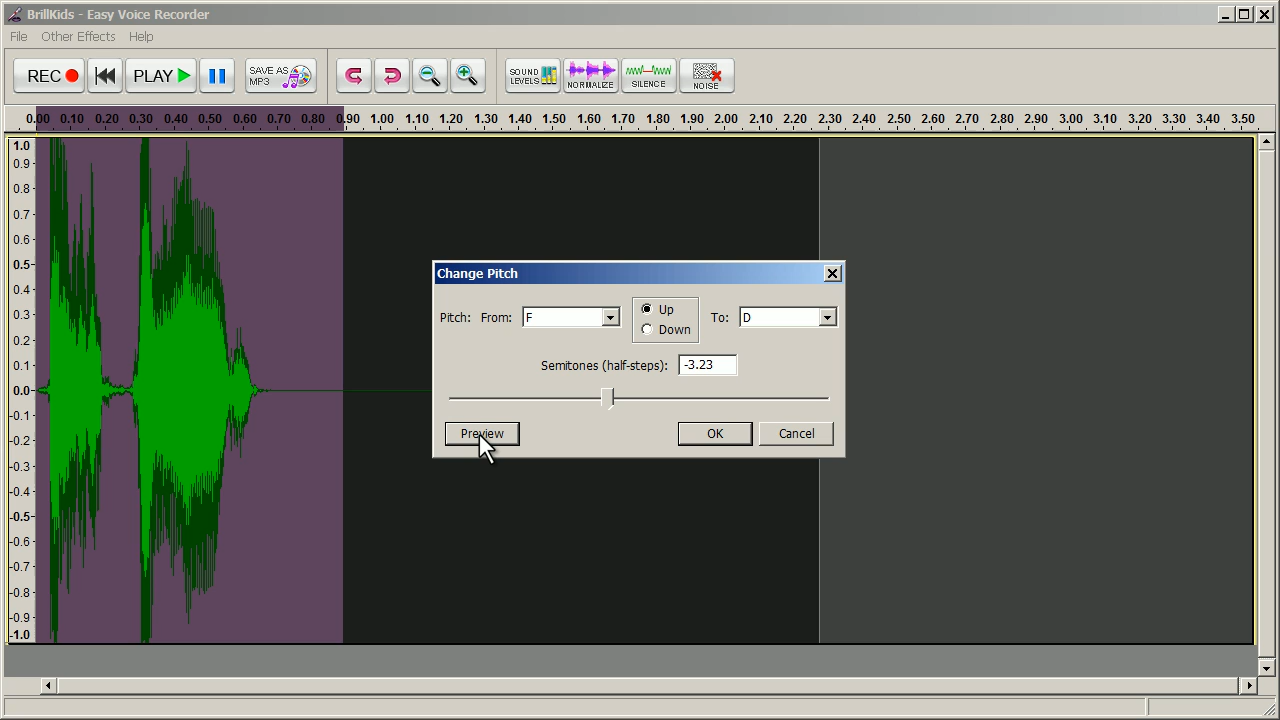 BrillKids - Easy Voice Recorder
File Other Effects Help
REC PLAY SAVE AS MP3 SOUND LEVELS NORMALIZE SILENCE NOISE
0.00 0.10 0.20 0.30 0.40 0.50 0.60 0.70 0.80 0.90 1.00 1.10 1.20 1.30 1.40 1.50 1.60 1.70 1.80 1.90 2.00 2.10 2.20 2.30 2.40 2.50 2.60 2.70 2.80 2.90 3.00 3.10 3.20 3.30 3.40 3.50
1.0
0.9
0.8
0.7
0.6
0.5
0.4
0.3
0.2
0.1
0.0
-0.1
-0.2
-0.3
-0.4
-0.5
-0.6
-0.7
-0.8
-0.9
-1.0
Change Pitch
Pitch: From: F Up Down To: D
Semitones (half-steps): -3.23
Preview OK Cancel